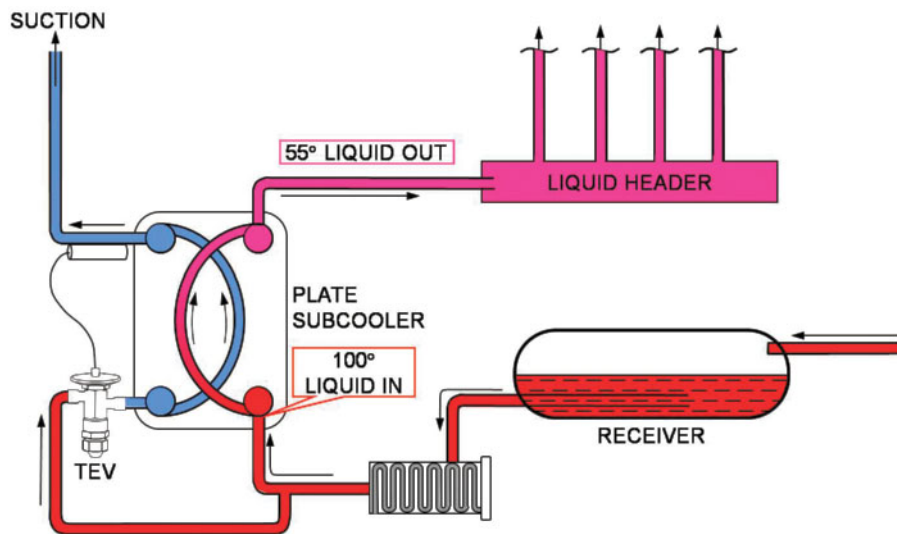 SUCTION
55° LIQUID OUT
LIQUID HEADER
PLATE
SUBCOOLER
100°
LIQUID IN
RECEIVER
TEV